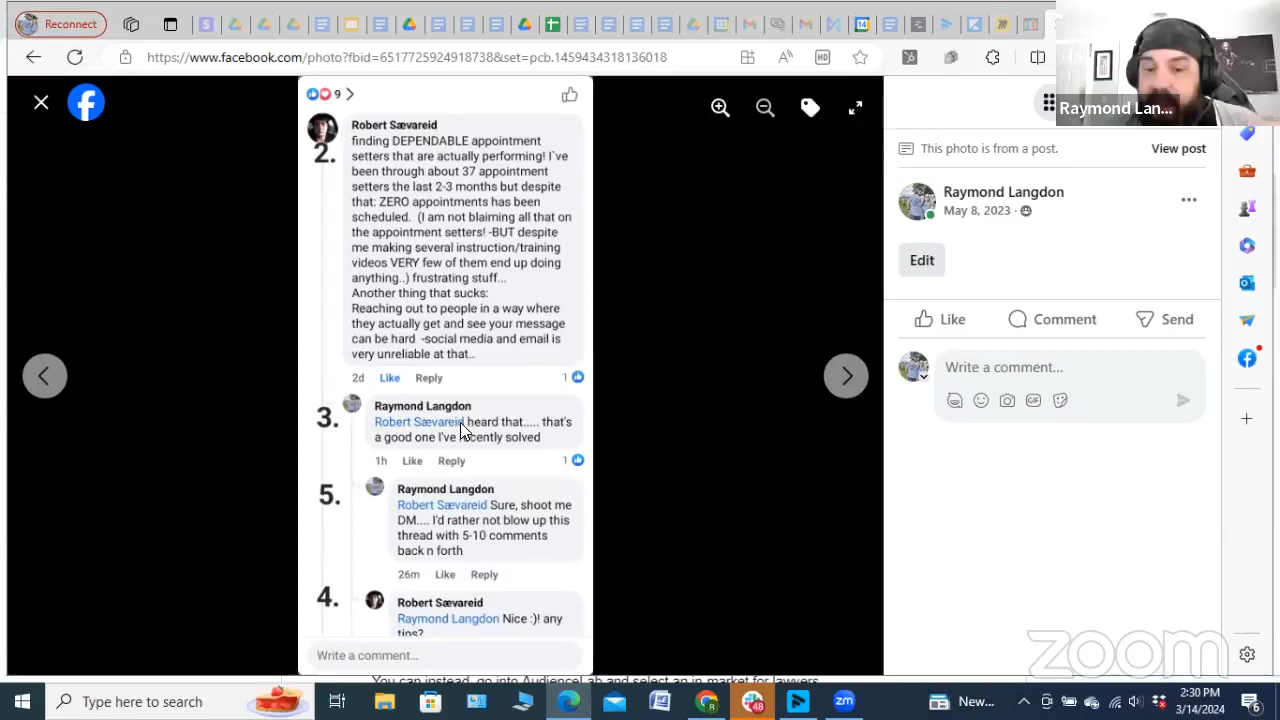 Reconnect
https://www.facebook.com/photo?fbid=6517725924918738&set=pcb.1459434318136018
Raymond Lan...
9
Robert Sævareid
2.
finding DEPENDABLE appointment
setters that are actually performing! I`ve
been through about 37 appointment
setters the last 2-3 months but despite
that: ZERO appointments has been
scheduled. (I am not blaiming all that on
the appointment setters! -BUT despite
me making several instruction/training
videos VERY few of them end up doing
anything..) frustrating stuff...
Another thing that sucks:
Reaching out to people in a way where
they actually get and see your message
can be hard -social media and email is
very unreliable at that..
2d Like Reply 1
3.
Raymond Langdon
Robert Sævareid heard that..... that's
a good one I've recently solved
1h Like Reply 1
5.
Raymond Langdon
Robert Sævareid Sure, shoot me
DM.... I'd rather not blow up this
thread with 5-10 comments
back n forth
26m Like Reply
4.
Robert Sævareid
Raymond Langdon Nice :)! any
tips?
Write a comment...
This photo is from a post. View post
Raymond Langdon
May 8, 2023
Edit
Like Comment Send
Write a comment...
zoom
You can instead, go into AudienceLab and select an in market for lawyers
Type here to search
48
New...
2:30 PM
3/14/2024
6